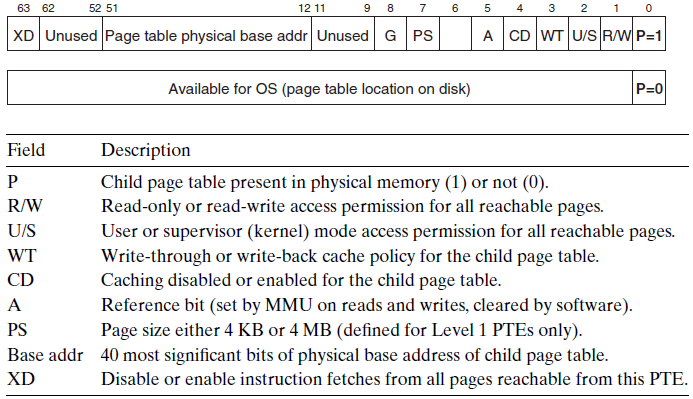 63 62 52 51 12 11 9 8 7 6 5 4 3 2 1 0
XD Unused Page table physical base addr Unused G PS A CD WT U/S R/W P=1
Available for OS (page table location on disk) P=0
Field Description
P Child page table present in physical memory (1) or not (0).
R/W Read-only or read-write access permission for all reachable pages.
U/S User or supervisor (kernel) mode access permission for all reachable pages.
WT Write-through or write-back cache policy for the child page table.
CD Caching disabled or enabled for the child page table.
A Reference bit (set by MMU on reads and writes, cleared by software).
PS Page size either 4 KB or 4 MB (defined for Level 1 PTEs only).
Base addr 40 most significant bits of physical base address of child page table.
XD Disable or enable instruction fetches from all pages reachable from this PTE.